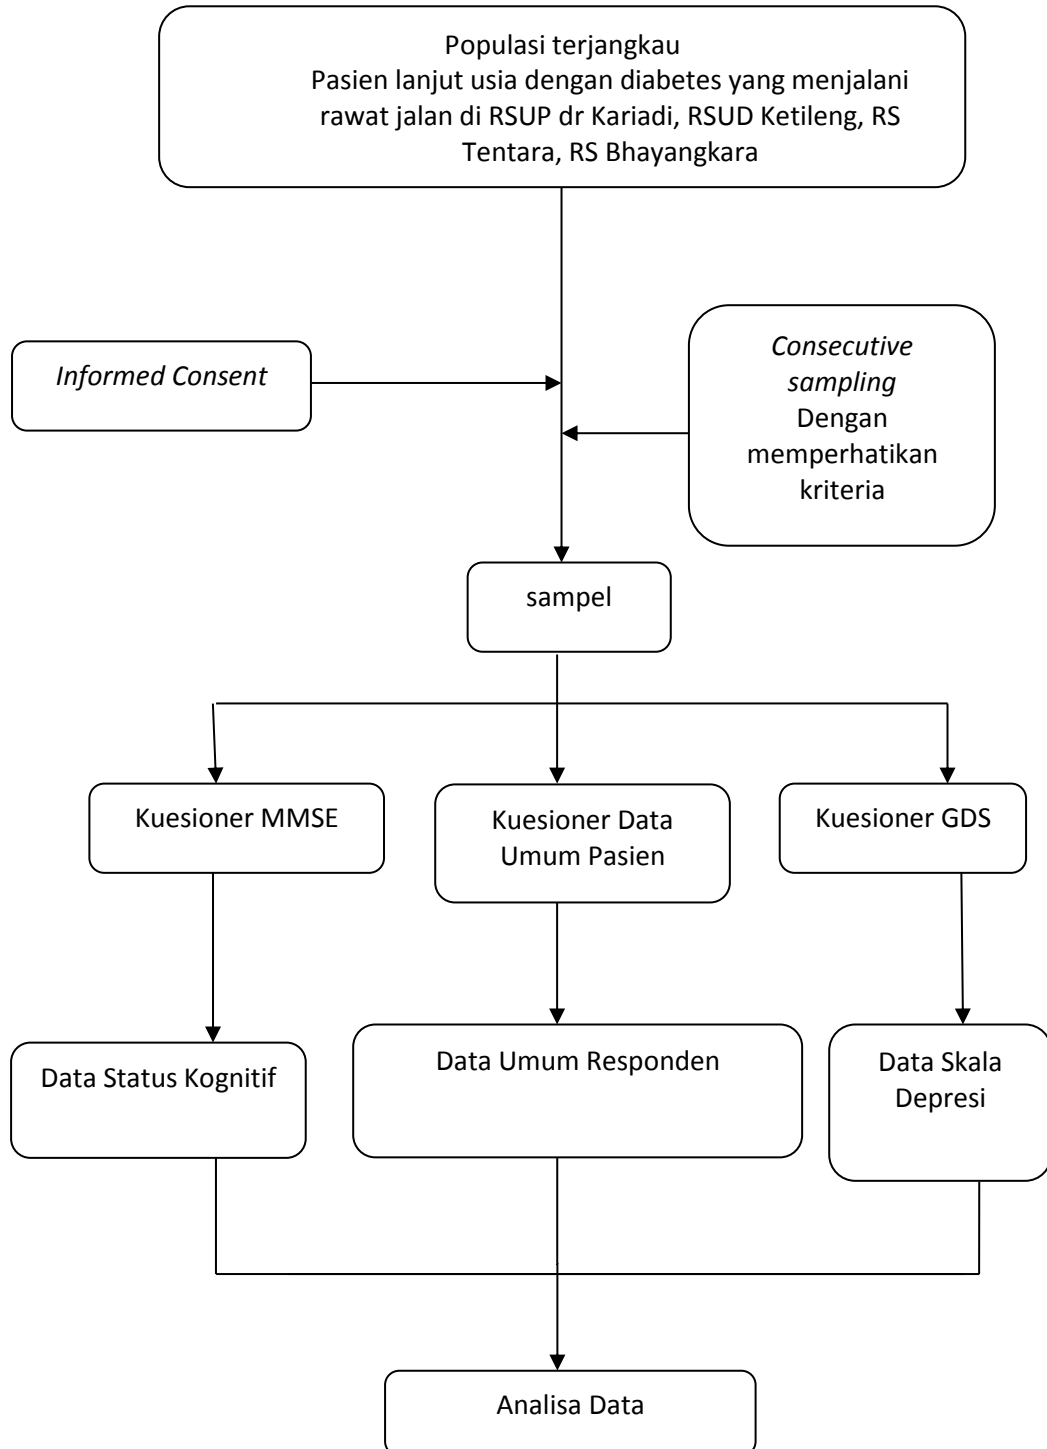 Populasi terjangkau
Pasien lanjut usia dengan diabetes yang menjalani
rawat jalan di RSUP dr Kariadi, RSUD Ketileng, RS
Tentara, RS Bhayangkara
Informed Consent
Consecutive
sampling
Dengan
memperhatikan
kriteria
sampel
Kuesioner MMSE
Kuesioner Data
Umum Pasien
Kuesioner GDS
Data Status Kognitif
Data Umum Responden
Data Skala
Depresi
Analisa Data